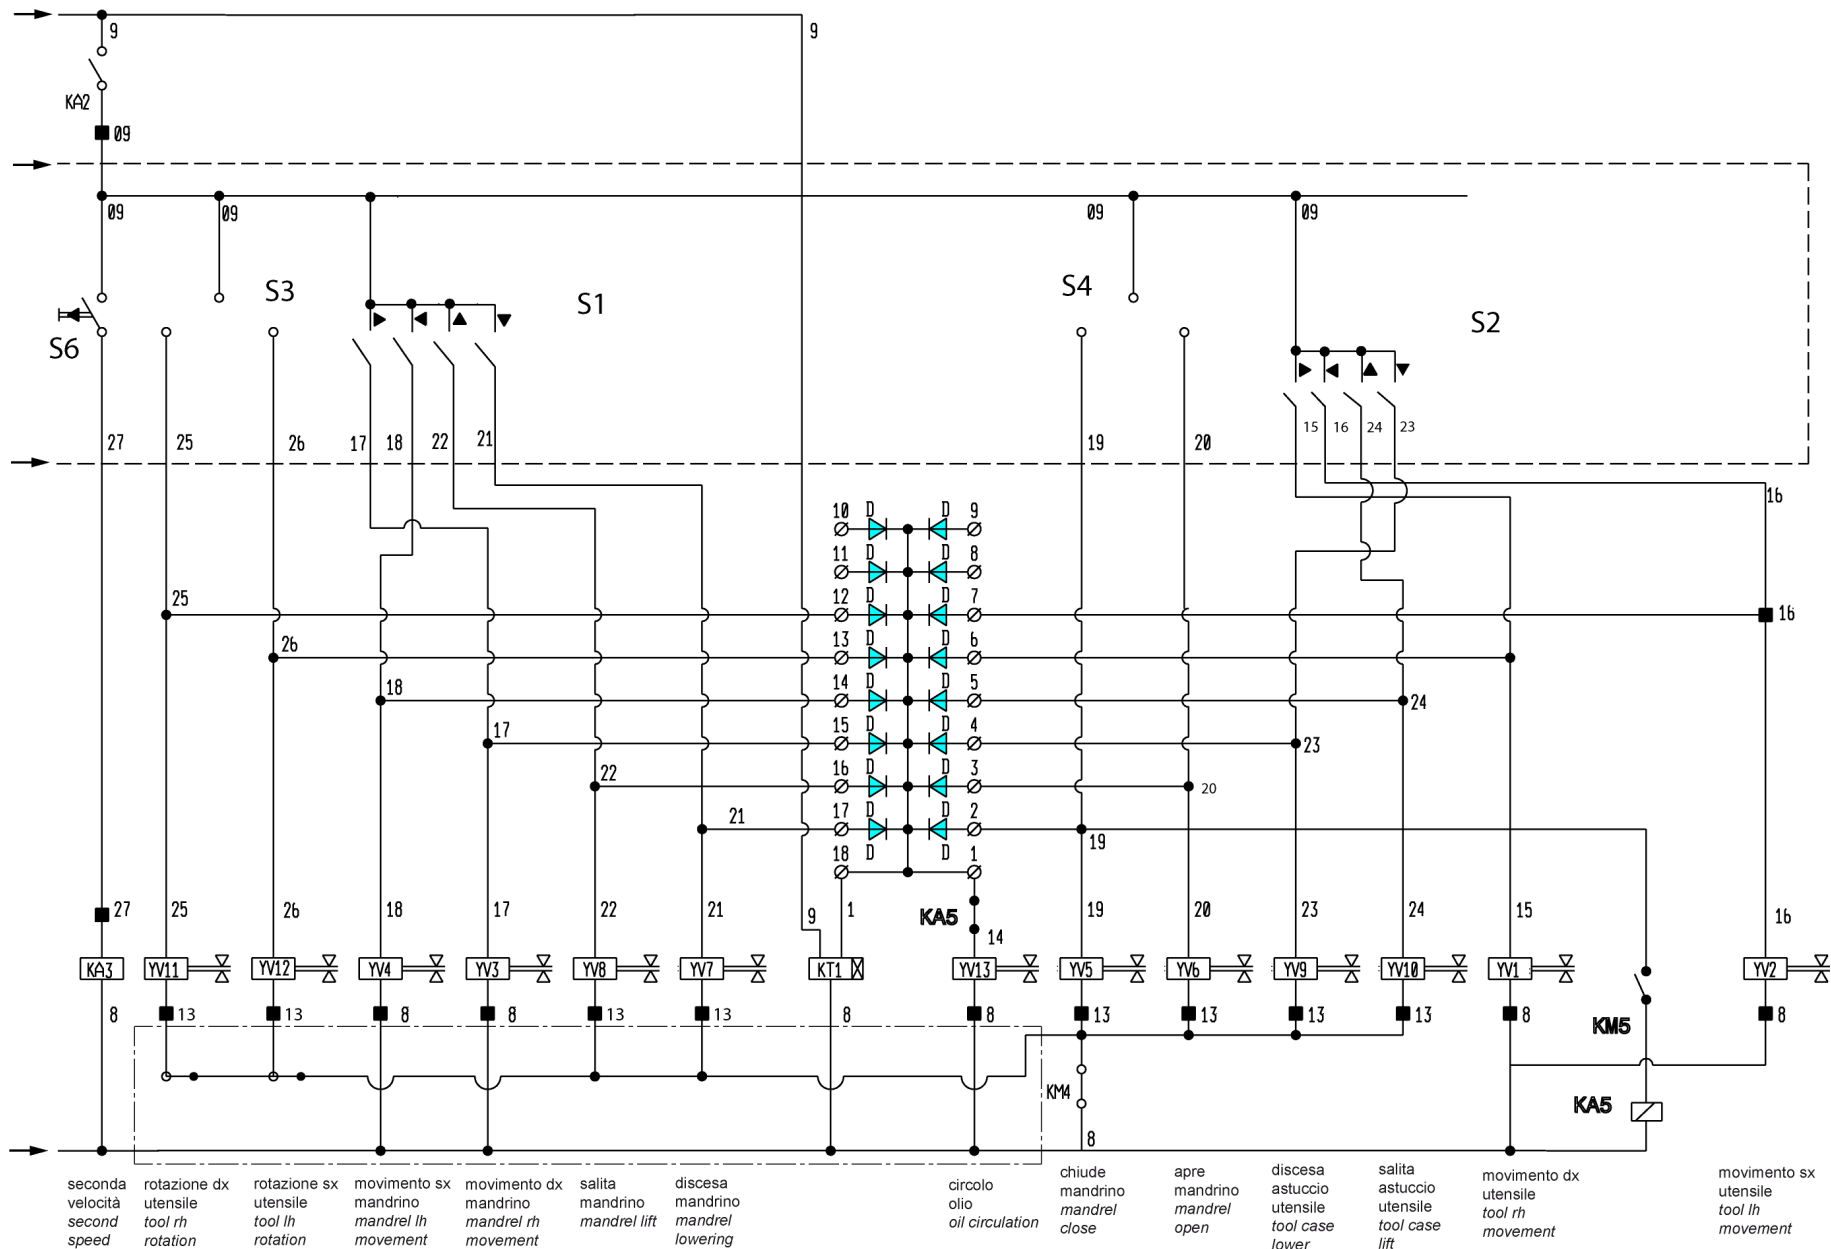 9
9
KA2
09
09
09
09
09
S3
S1
S4
S2
S6
27
25
26
17
18
22
21
19
20
15
16
24
23
16
10 D D 9
11 D D 8
25
12 D D 7
16
26
13 D D 6
18
14 D D 5
24
17
15 D D 4
23
22
16 D D 3
20
21
17 D D 2
19
18 D D 1
27
25
26
18
17
22
21
9
1
KA5
14
19
20
23
24
15
16
KA3
YV11
YV12
YV4
YV3
YV8
YV7
KT1
YV13
YV5
YV6
YV9
YV10
YV1
YV2
8
13
13
8
8
13
13
8
8
13
13
13
13
8
KM5
8
KM4
KA5
8
seconda
velocità
second
speed
rotazione dx
utensile
tool rh
rotation
rotazione sx
utensile
tool lh
rotation
movimento sx
mandrino
mandrel lh
movement
movimento dx
mandrino
mandrel rh
movement
salita
mandrino
mandrel lift
discesa
mandrino
mandrel
lowering
circolo
olio
oil circulation
chiude
mandrino
mandrel
close
apre
mandrino
mandrel
open
discesa
astuccio
utensile
tool case
lower
salita
astuccio
utensile
tool case
lift
movimento dx
utensile
tool rh
movement
movimento sx
utensile
tool lh
movement